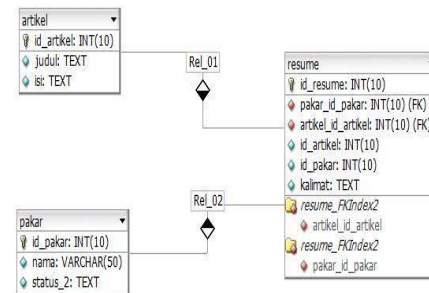 artikel
id_artikel: INT(10)
judul: TEXT
isi: TEXT
Rel_01
resume
id_resume: INT(10)
pakar_id_pakar: INT(10) (FK)
artikel_id_artikel: INT(10) (FK)
id_artikel: INT(10)
id_pakar: INT(10)
kalimat: TEXT
resume_FKIndex2
artikel_id_artikel
resume_FKIndex2
pakar_id_pakar
Rel_02
pakar
id_pakar: INT(10)
nama: VARCHAR(50)
status_2: TEXT